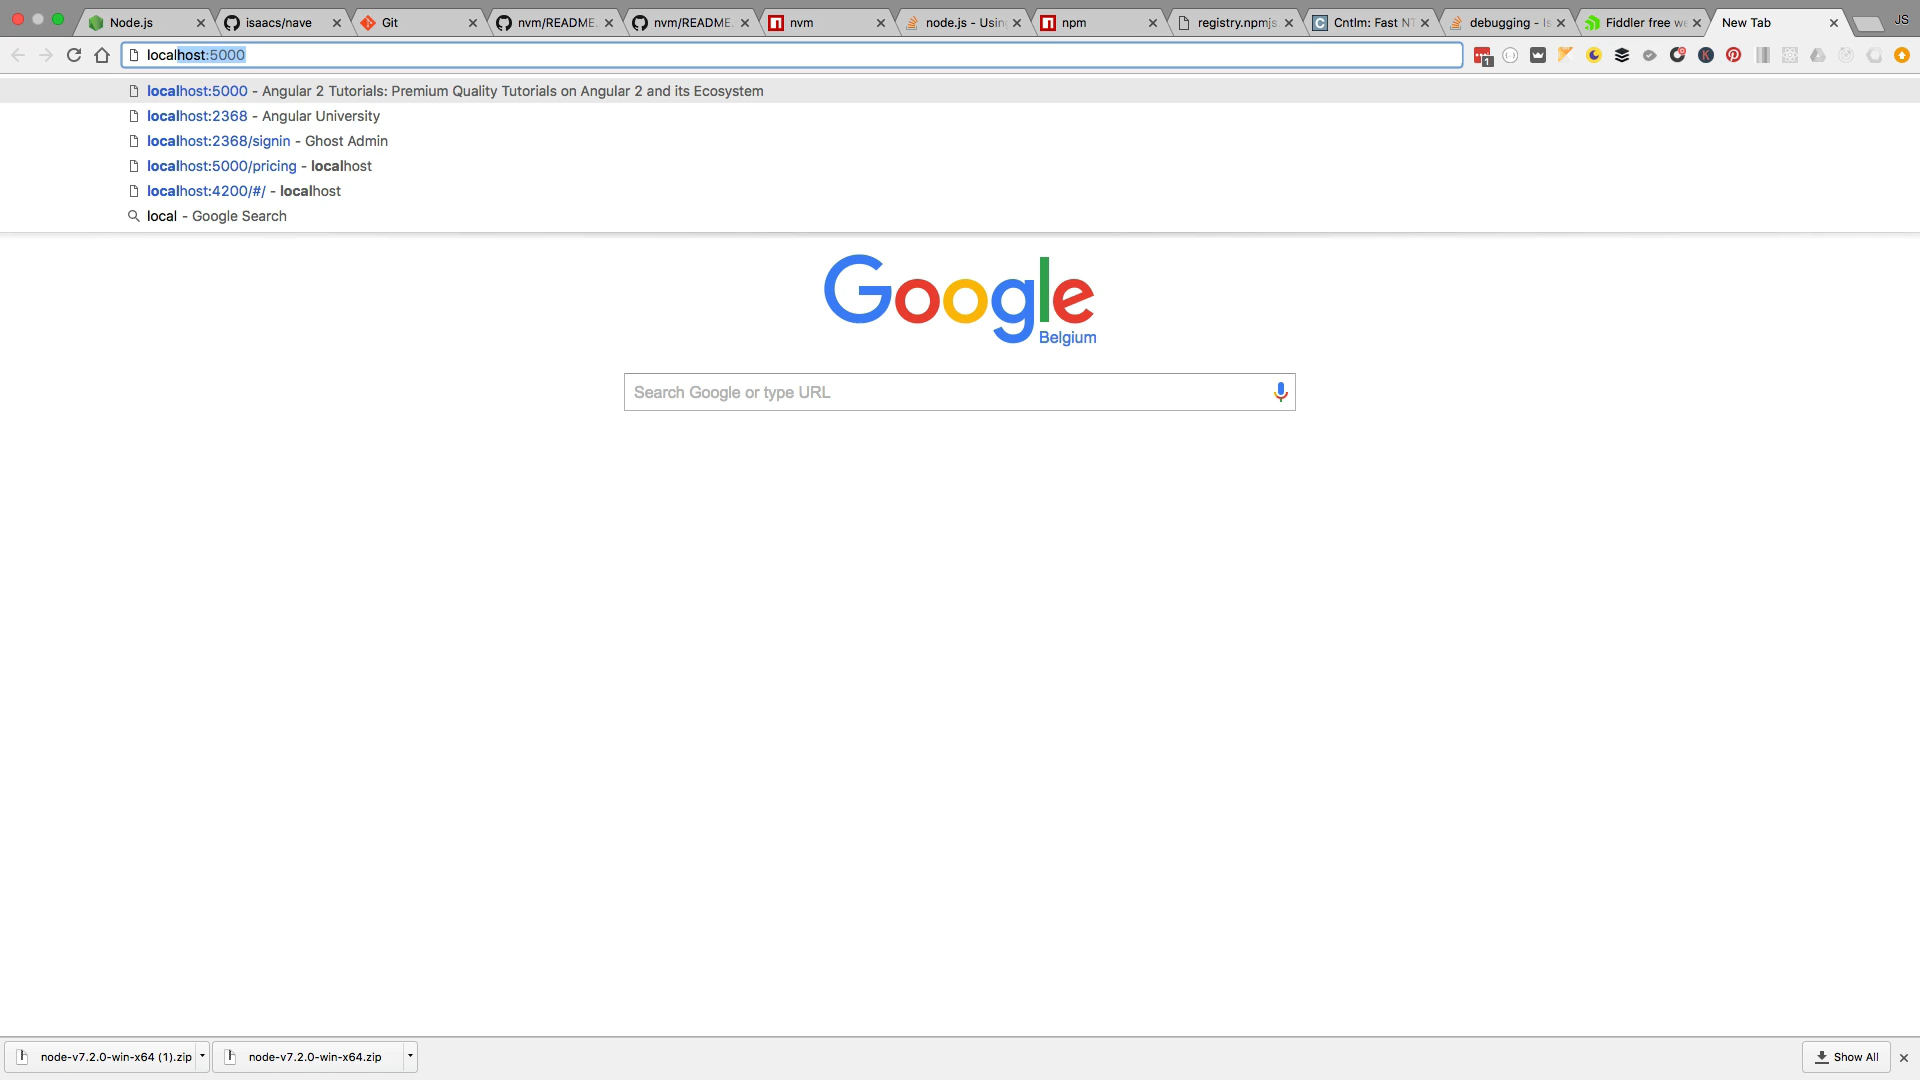 Node.js
isaacs/nave
Git
nvm/README.
nvm/README.
nvm
node.js - Usin
npm
registry.npmjs
Cntlm: Fast NT
debugging - Is
Fiddler free we
New Tab
JS
localhost:5000
1
localhost:5000 - Angular 2 Tutorials: Premium Quality Tutorials on Angular 2 and its Ecosystem
localhost:2368 - Angular University
localhost:2368/signin - Ghost Admin
localhost:5000/pricing - localhost
localhost:4200/#/ - localhost
local - Google Search
Google
Belgium
Search Google or type URL
node-v7.2.0-win-x64 (1).zip
node-v7.2.0-win-x64.zip
Show All